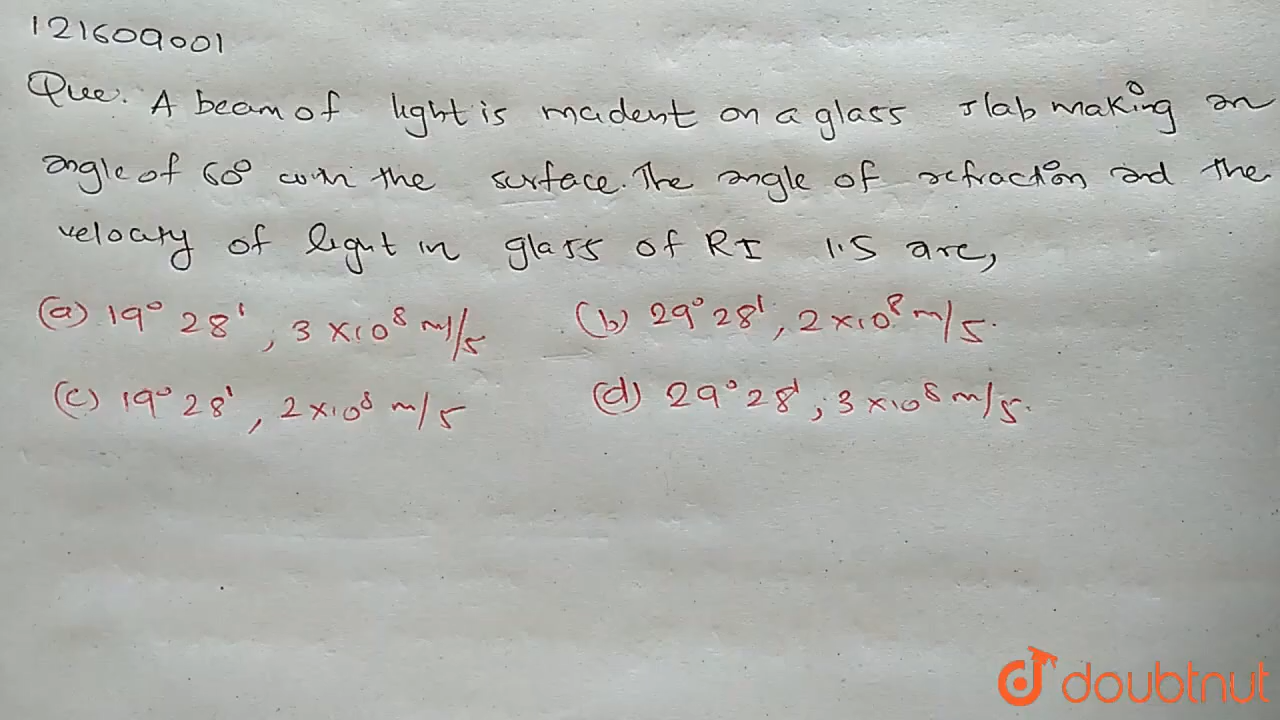 121609001
Que. A beam of light is incident on a glass slab making an
angle of 60° with the surface. The angle of refraction and the
velocity of light in glass of RI 1.5 are,
(a) 19° 28', 3 × 10⁸ m/s (b) 29° 28', 2 × 10⁸ m/s.
(c) 19° 28', 2 × 10⁸ m/s (d) 29° 28', 3 × 10⁸ m/s.
doubtnut